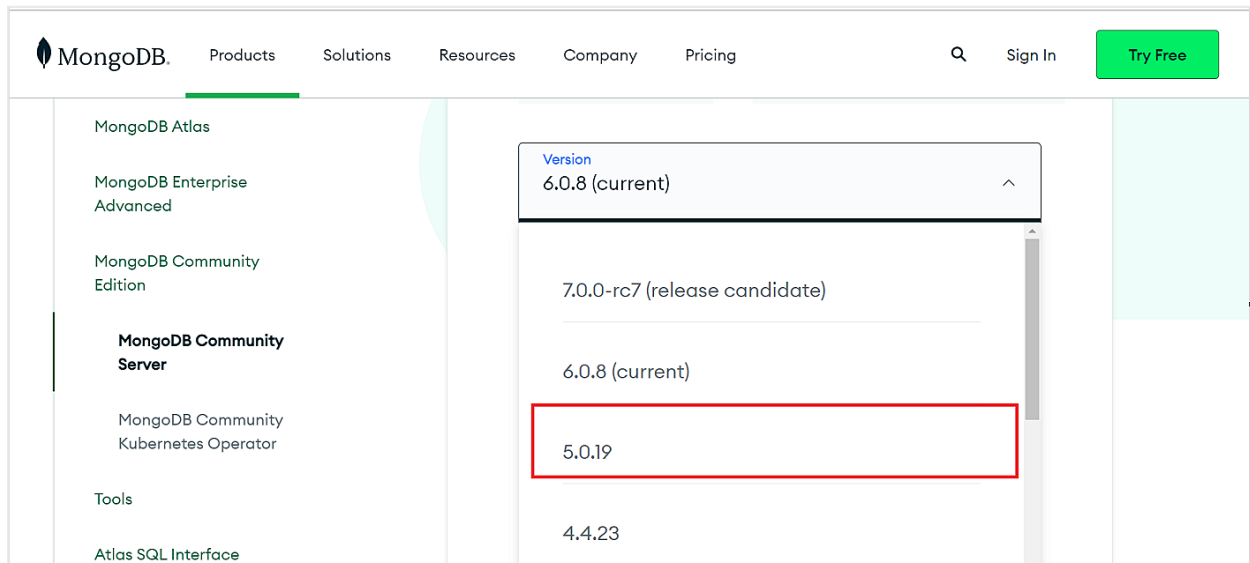 MongoDB.
Products
Solutions
Resources
Company
Pricing
Sign In
Try Free
MongoDB Atlas
MongoDB Enterprise
Advanced
MongoDB Community
Edition
MongoDB Community
Server
MongoDB Community
Kubernetes Operator
Tools
Atlas SQL Interface
Version
6.0.8 (current)
7.0.0-rc7 (release candidate)
6.0.8 (current)
5.0.19
4.4.23